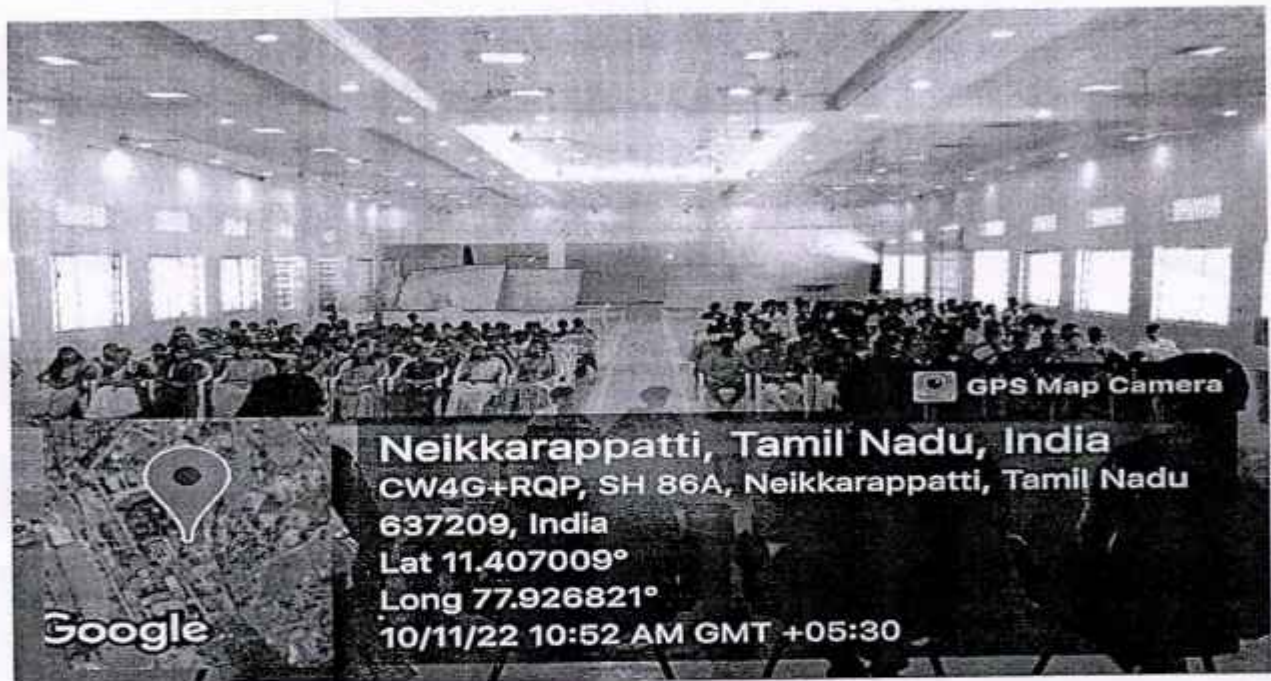 GPS Map Camera
Neikkarappatti, Tamil Nadu, India
CW4G+RQP, SH 86A, Neikkarappatti, Tamil Nadu
637209, India
Lat 11.407009°
Long 77.926821°
10/11/22 10:52 AM GMT +05:30
Google